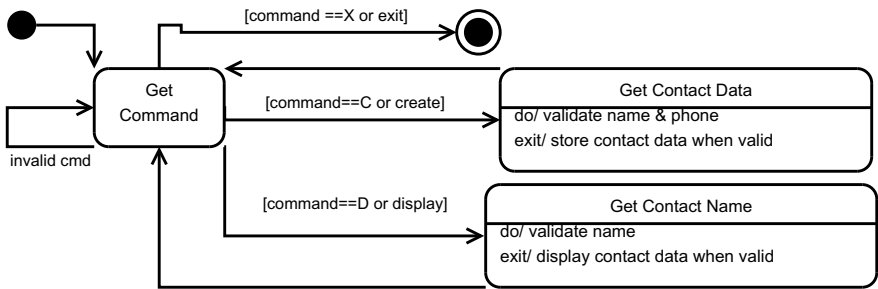 [command ==X or exit]
Get
Command
[command==C or create]
invalid cmd
Get Contact Data
do/ validate name & phone
exit/ store contact data when valid
[command==D or display]
Get Contact Name
do/ validate name
exit/ display contact data when valid